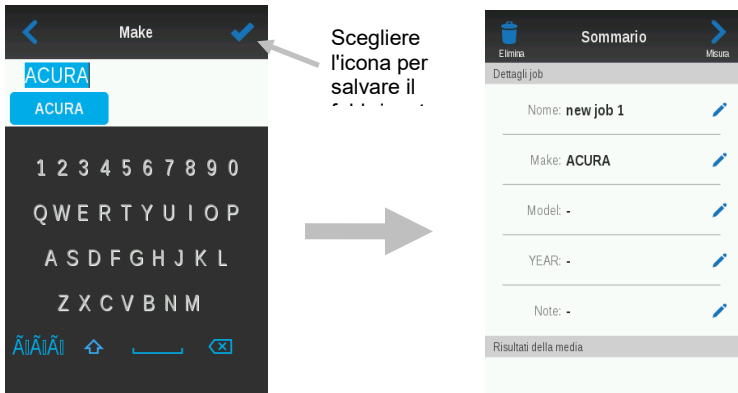 Make
ACURA
ACURA
1 2 3 4 5 6 7 8 9 0
Q W E R T Y U I O P
A S D F G H J K L
Z X C V B N M
Scegliere
l'icona per
salvare il
Elimina
Sommario
Misura
Dettagli job
Nome: new job 1
Make: ACURA
Model: -
YEAR: -
Note: -
Risultati della media